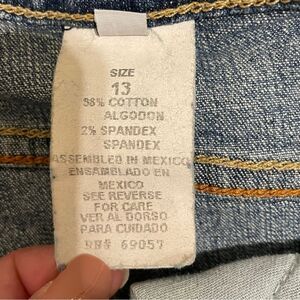 SIZE
13
98% COTTON
ALGODON
2% SPANDEX
SPANDEX
ASSEMBLED IN MEXICO
ENSAMBLADO EN
MEXICO
SEE REVERSE
FOR CARE
VER AL DORSO
PARA CUIDADO
RN# 69057